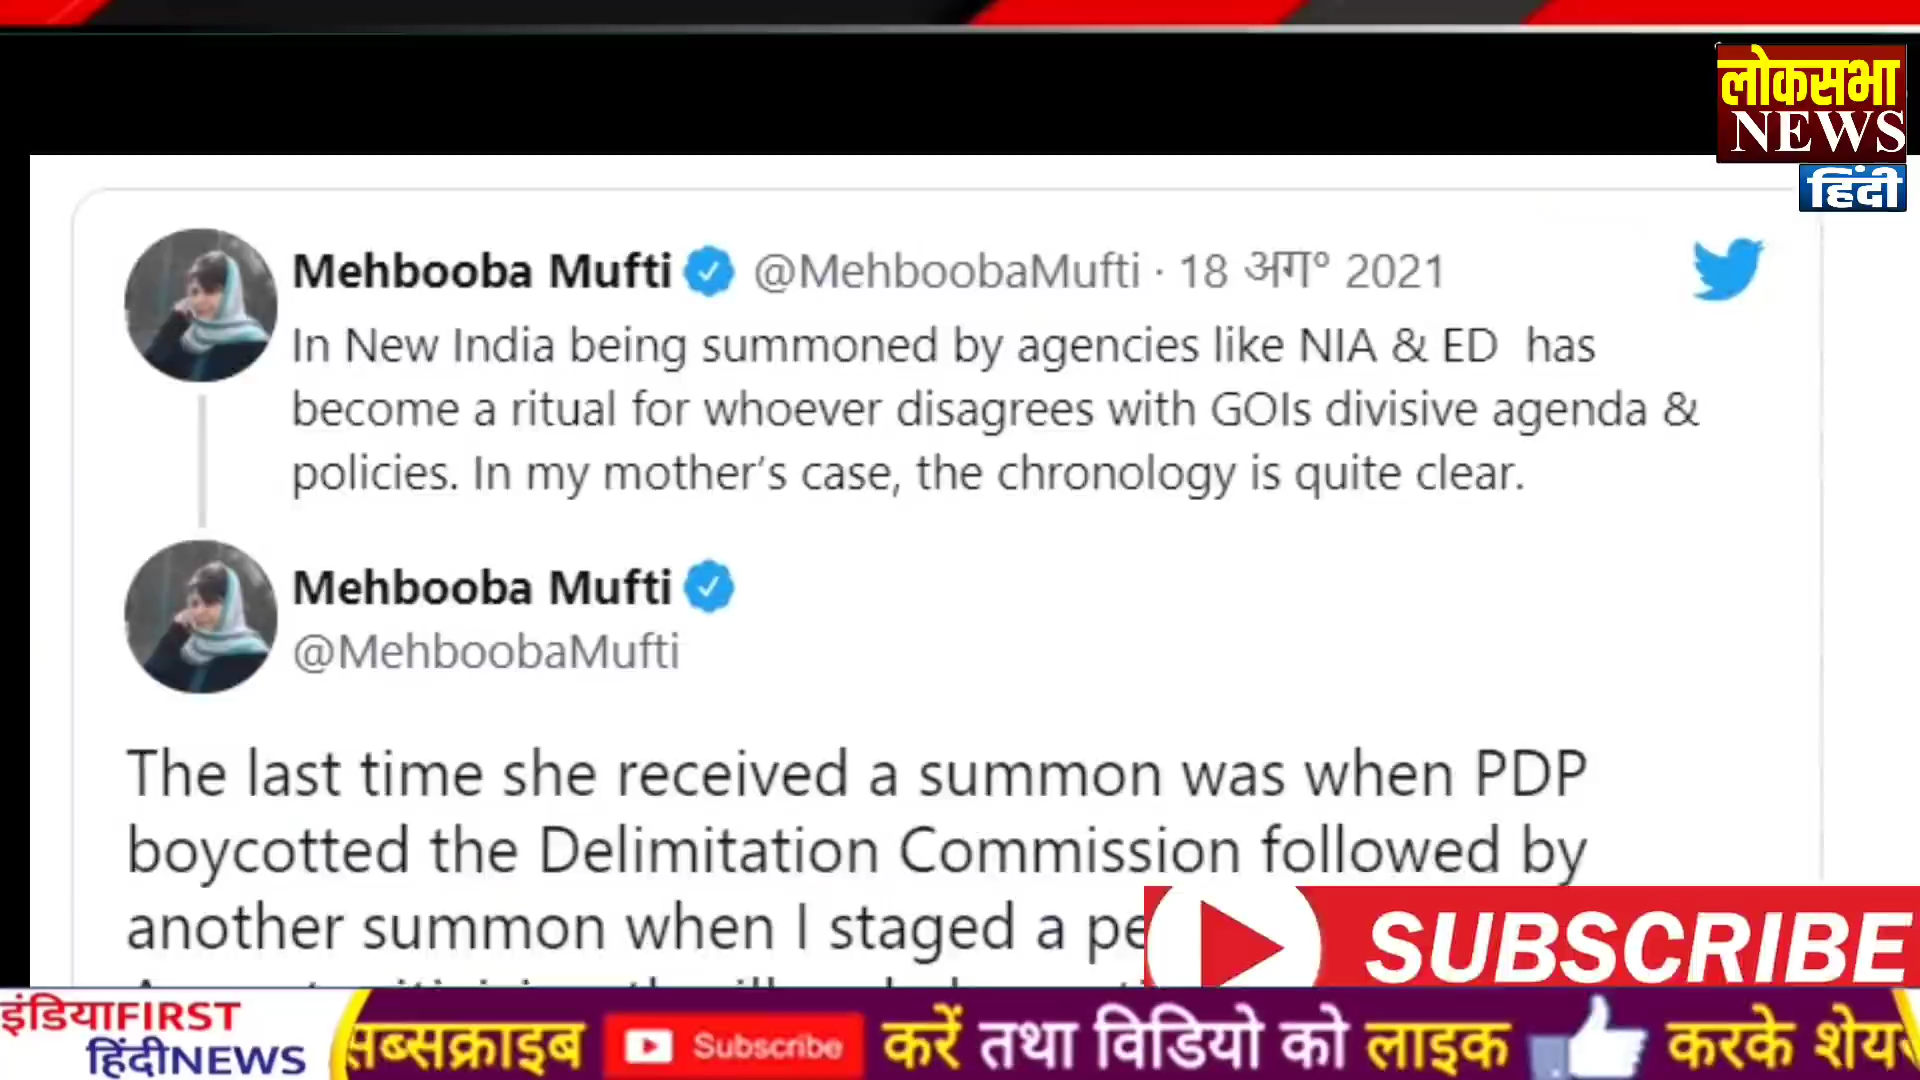 लोकसभा
NEWS
हिंदी
Mehbooba Mufti @MehboobaMufti · 18 अग॰ 2021
In New India being summoned by agencies like NIA & ED has
become a ritual for whoever disagrees with GOIs divisive agenda &
policies. In my mother's case, the chronology is quite clear.
Mehbooba Mufti
@MehboobaMufti
The last time she received a summon was when PDP
boycotted the Delimitation Commission followed by
another summon when I staged a
SUBSCRIBE
इंडियाFIRST
हिंदीNEWS
सब्सक्राइब Subscribe करें तथा विडियो को लाइक करके